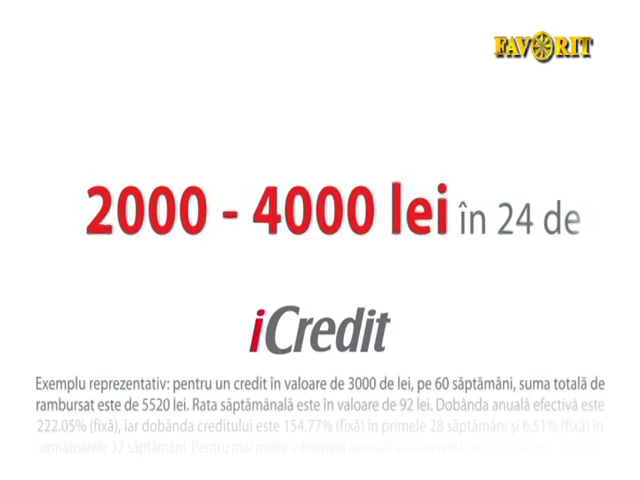 FAVORIT
2000 - 4000 lei în 24 de
iCredit
Exemplu reprezentativ: pentru un credit în valoare de 3000 de lei, pe 60 săptămâni, suma totală de
rambursat este de 5520 lei. Rata săptămânală este în valoare de 92 lei. Dobânda anuală efectivă este
222.05% (fixă), iar dobânda creditului este 154.77% (fixă) în primele 28 săptămâni și 6.51% (fixă) în
următoarele 32 săptămâni. Pentru mai multe informații